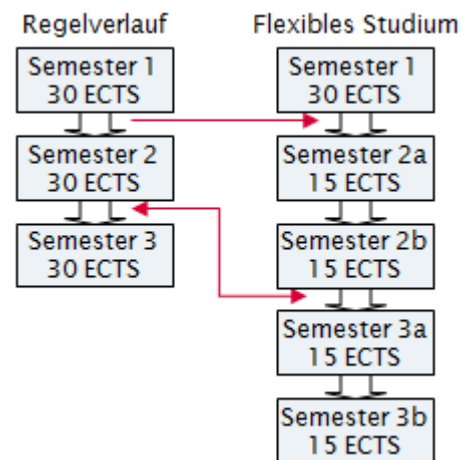 Regelverlauf
Semester 1
30 ECTS
Semester 2
30 ECTS
Semester 3
30 ECTS
Flexibles Studium
Semester 1
30 ECTS
Semester 2a
15 ECTS
Semester 2b
15 ECTS
Semester 3a
15 ECTS
Semester 3b
15 ECTS